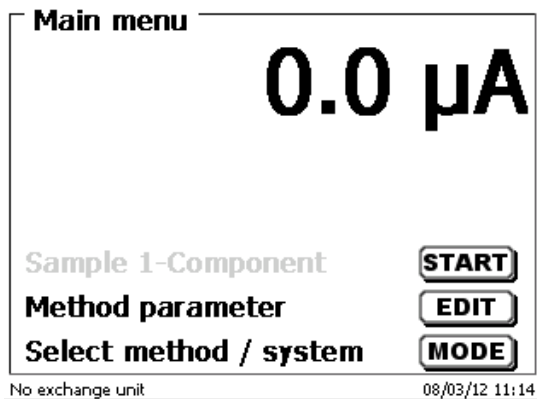 Main menu
0.0 µA
Sample 1-Component START
Method parameter EDIT
Select method / system MODE
No exchange unit 08/03/12 11:14